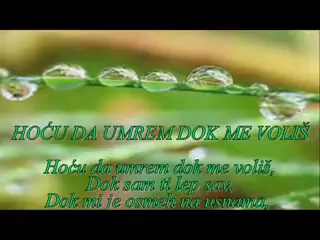 HOĆU DA UMREM DOK ME VOLIŠ
Hoću da umrem dok me voliš,
Dok sam ti lep sav,
Dok mi je osmeh na usnama,